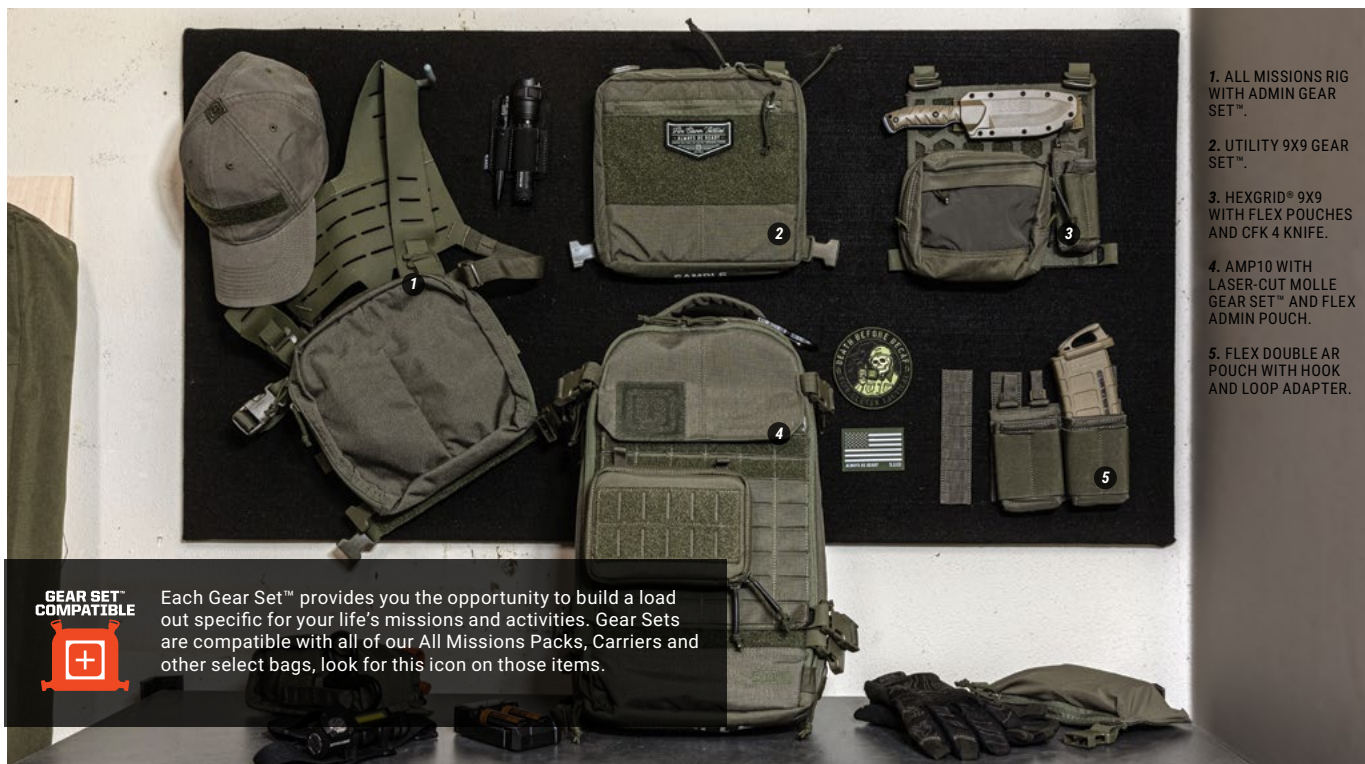 1. ALL MISSIONS RIG
WITH ADMIN GEAR
SET™.
2. UTILITY 9X9 GEAR
SET™.
3. HEXGRID® 9X9
WITH FLEX POUCHES
AND CFK 4 KNIFE.
4. AMP10 WITH
LASER-CUT MOLLE
GEAR SET™ AND FLEX
ADMIN POUCH.
5. FLEX DOUBLE AR
POUCH WITH HOOK
AND LOOP ADAPTER.
1
2
3
4
5
ALWAYS BE READY
SAMPLE
DEATH BEFORE DECAF
ALWAYS BE READY
5.11
GEAR SET™
COMPATIBLE
Each Gear Set™ provides you the opportunity to build a load
out specific for your life’s missions and activities. Gear Sets
are compatible with all of our All Missions Packs, Carriers and
other select bags, look for this icon on those items.